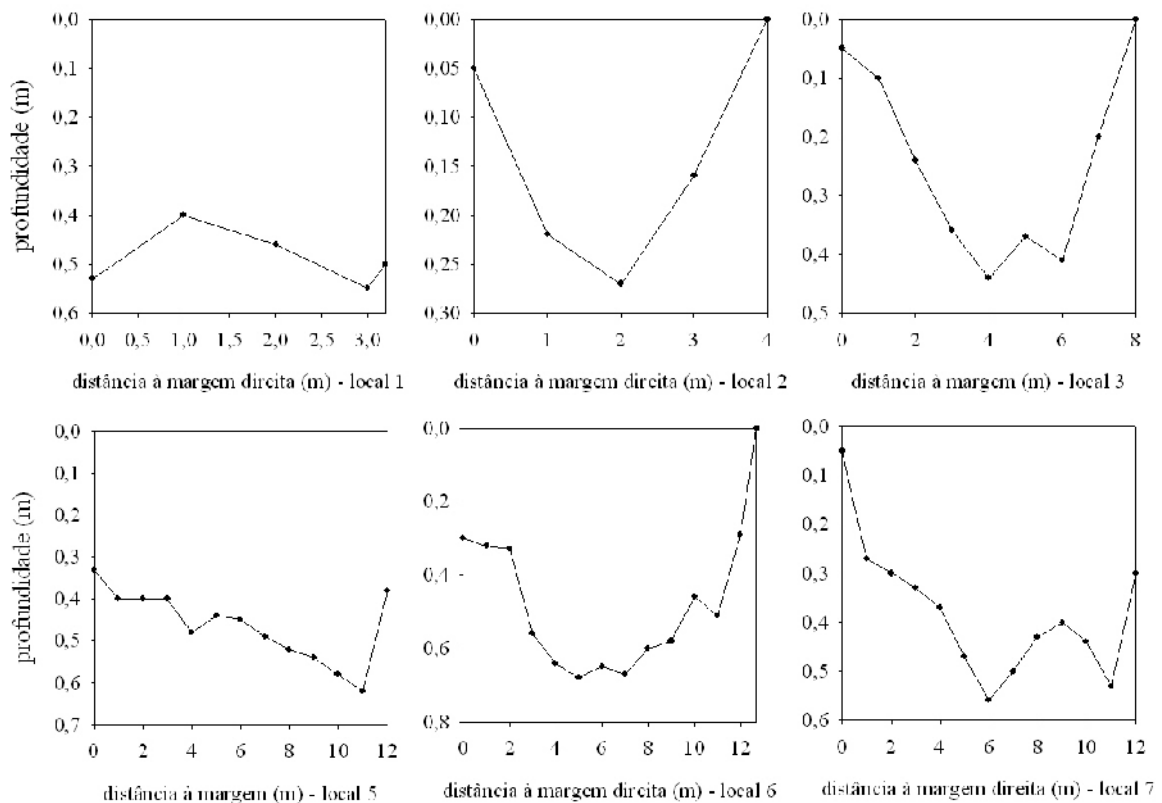 profundidade (m)
0,0
0,1
0,2
0,3
0,4
0,5
0,6
0,0 0,5 1,0 1,5 2,0 2,5 3,0
distância à margem direita (m) - local 1
0,00
0,05
0,10
0,15
0,20
0,25
0,30
0 1 2 3 4
distância à margem direita (m) - local 2
0,0
0,1
0,2
0,3
0,4
0,5
0 2 4 6 8
distância à margem (m) - local 3
profundidade (m)
0,0
0,1
0,2
0,3
0,4
0,5
0,6
0,7
0 2 4 6 8 10 12
distância à margem (m) - local 5
0,0
0,2
0,4
0,6
0,8
0 2 4 6 8 10 12
distância à margem direita (m) - local 6
0,0
0,1
0,2
0,3
0,4
0,5
0,6
0 2 4 6 8 10 12
distância à margem direita (m) - local 7